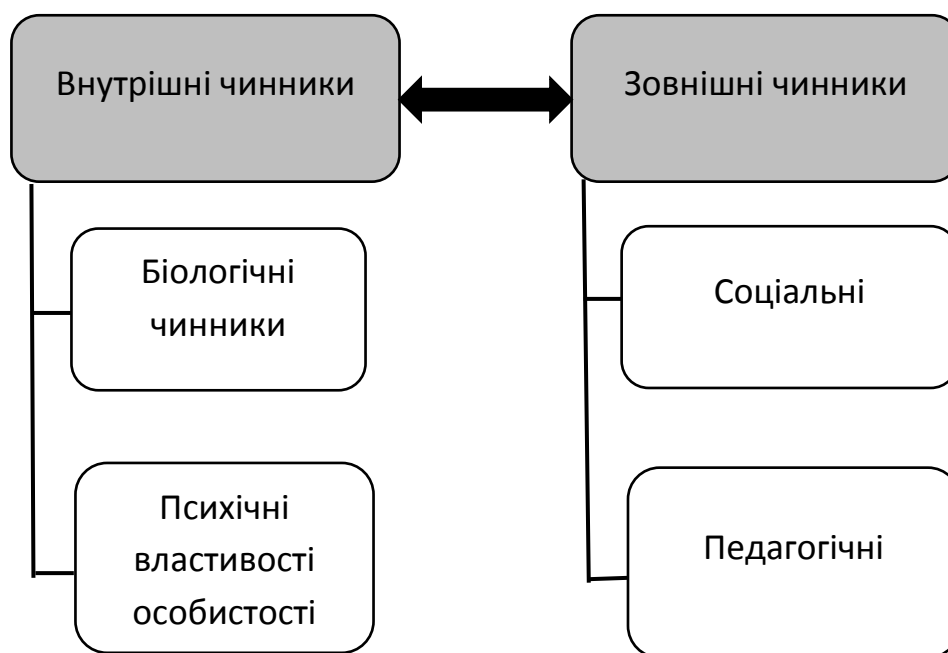 Внутрішні чинники
Зовнішні чинники
Біологічні
чинники
Соціальні
Психічні
властивості
особистості
Педагогічні